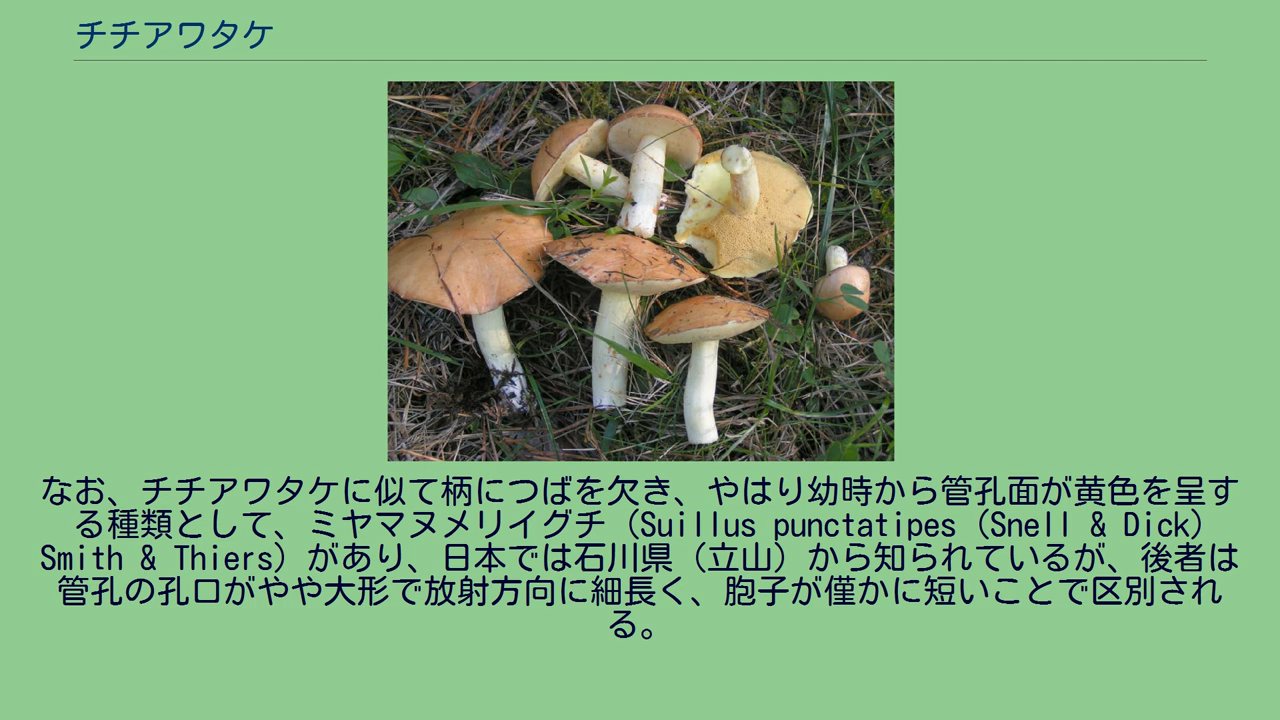 チチアワタケ
なお、チチアワタケに似て柄につばを欠き、やはり幼時から管孔面が黄色を呈す
る種類として、ミヤマヌメリイグチ（Suillus punctatipes（Snell & Dick）
Smith & Thiers）があり、日本では石川県（立山）から知られているが、後者は
管孔の孔口がやや大形で放射方向に細長く、胞子が僅かに短いことで区別され
る。